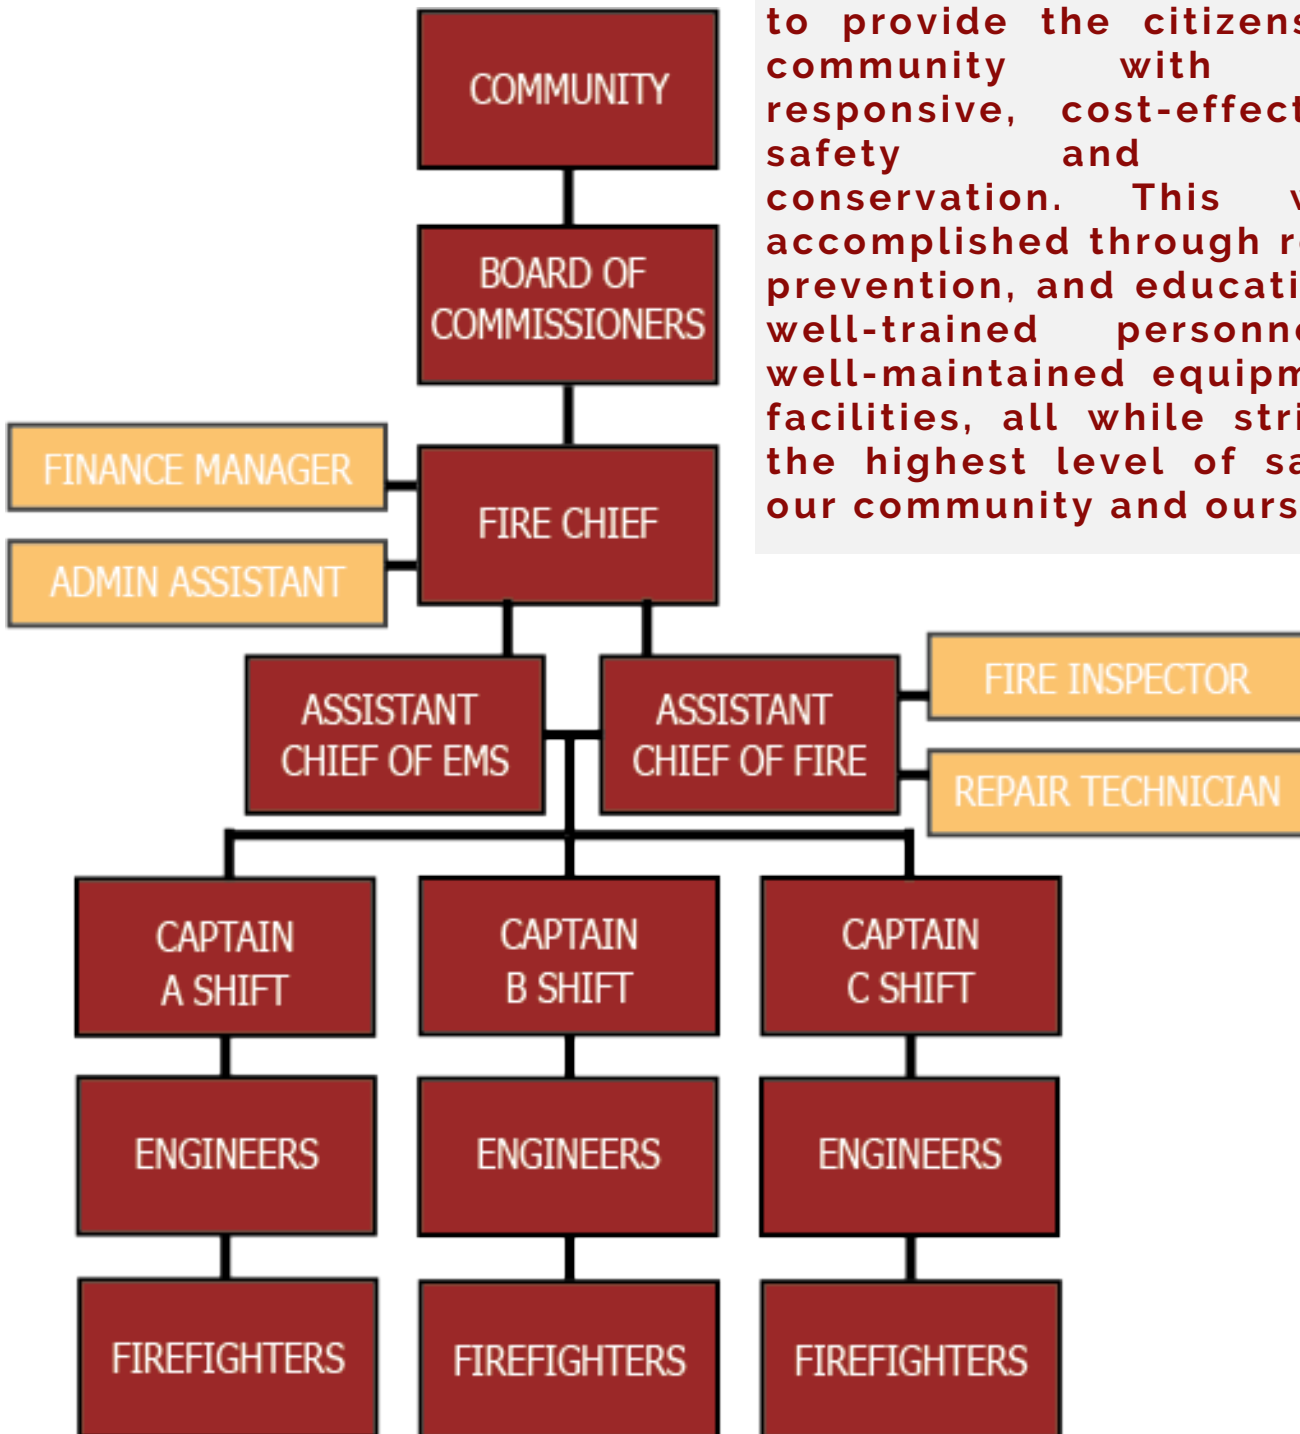 to provide the citizens
community with
responsive, cost-effect
safety and
conservation. This
accomplished through
prevention, and educati
well-trained personn
well-maintained equipm
facilities, all while stri
the highest level of sa
our community and ours
COMMUNITY
BOARD OF
COMMISSIONERS
FINANCE MANAGER
ADMIN ASSISTANT
FIRE CHIEF
ASSISTANT
CHIEF OF EMS
ASSISTANT
CHIEF OF FIRE
FIRE INSPECTOR
REPAIR TECHNICIAN
CAPTAIN
A SHIFT
CAPTAIN
B SHIFT
CAPTAIN
C SHIFT
ENGINEERS
ENGINEERS
ENGINEERS
FIREFIGHTERS
FIREFIGHTERS
FIREFIGHTERS